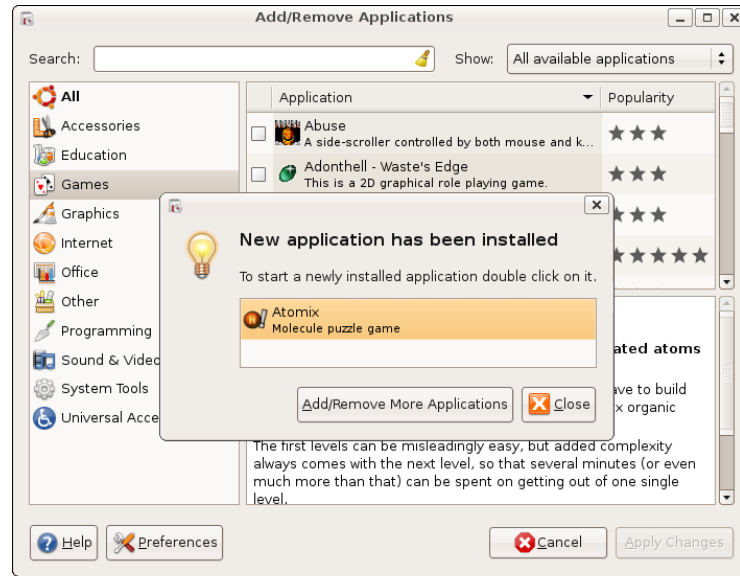 Add/Remove Applications
Search:
Show: All available applications
All
Accessories
Education
Games
Graphics
Internet
Office
Other
Programming
Sound & Video
System Tools
Universal Acce
Application Popularity
Abuse
A side-scroller controlled by both mouse and k...
Adonthell - Waste's Edge
This is a 2D graphical role playing game.
New application has been installed
To start a newly installed application double click on it.
Atomix
Molecule puzzle game
Add/Remove More Applications Close
ated atoms
ave to build
x organic
The first levels can be misleadingly easy, but added complexity
always comes with the next level, so that several minutes (or even
much more than that) can be spent on getting out of one single
level.
Help Preferences Cancel Apply Changes